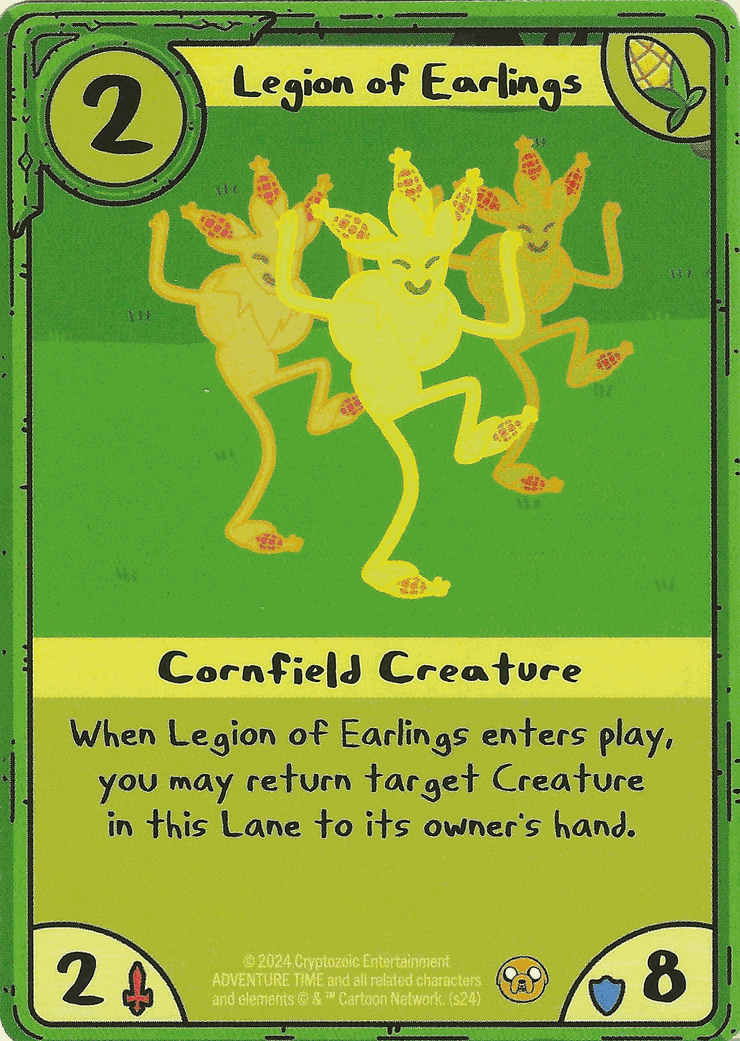 2
Legion of Earlings
Cornfield Creature
When Legion of Earlings enters play,
you may return target Creature
in this Lane to its owner's hand.
2
© 2024 Cryptozoic Entertainment
ADVENTURE TIME and all related characters
and elements © & ™ Cartoon Network. (s24)
8